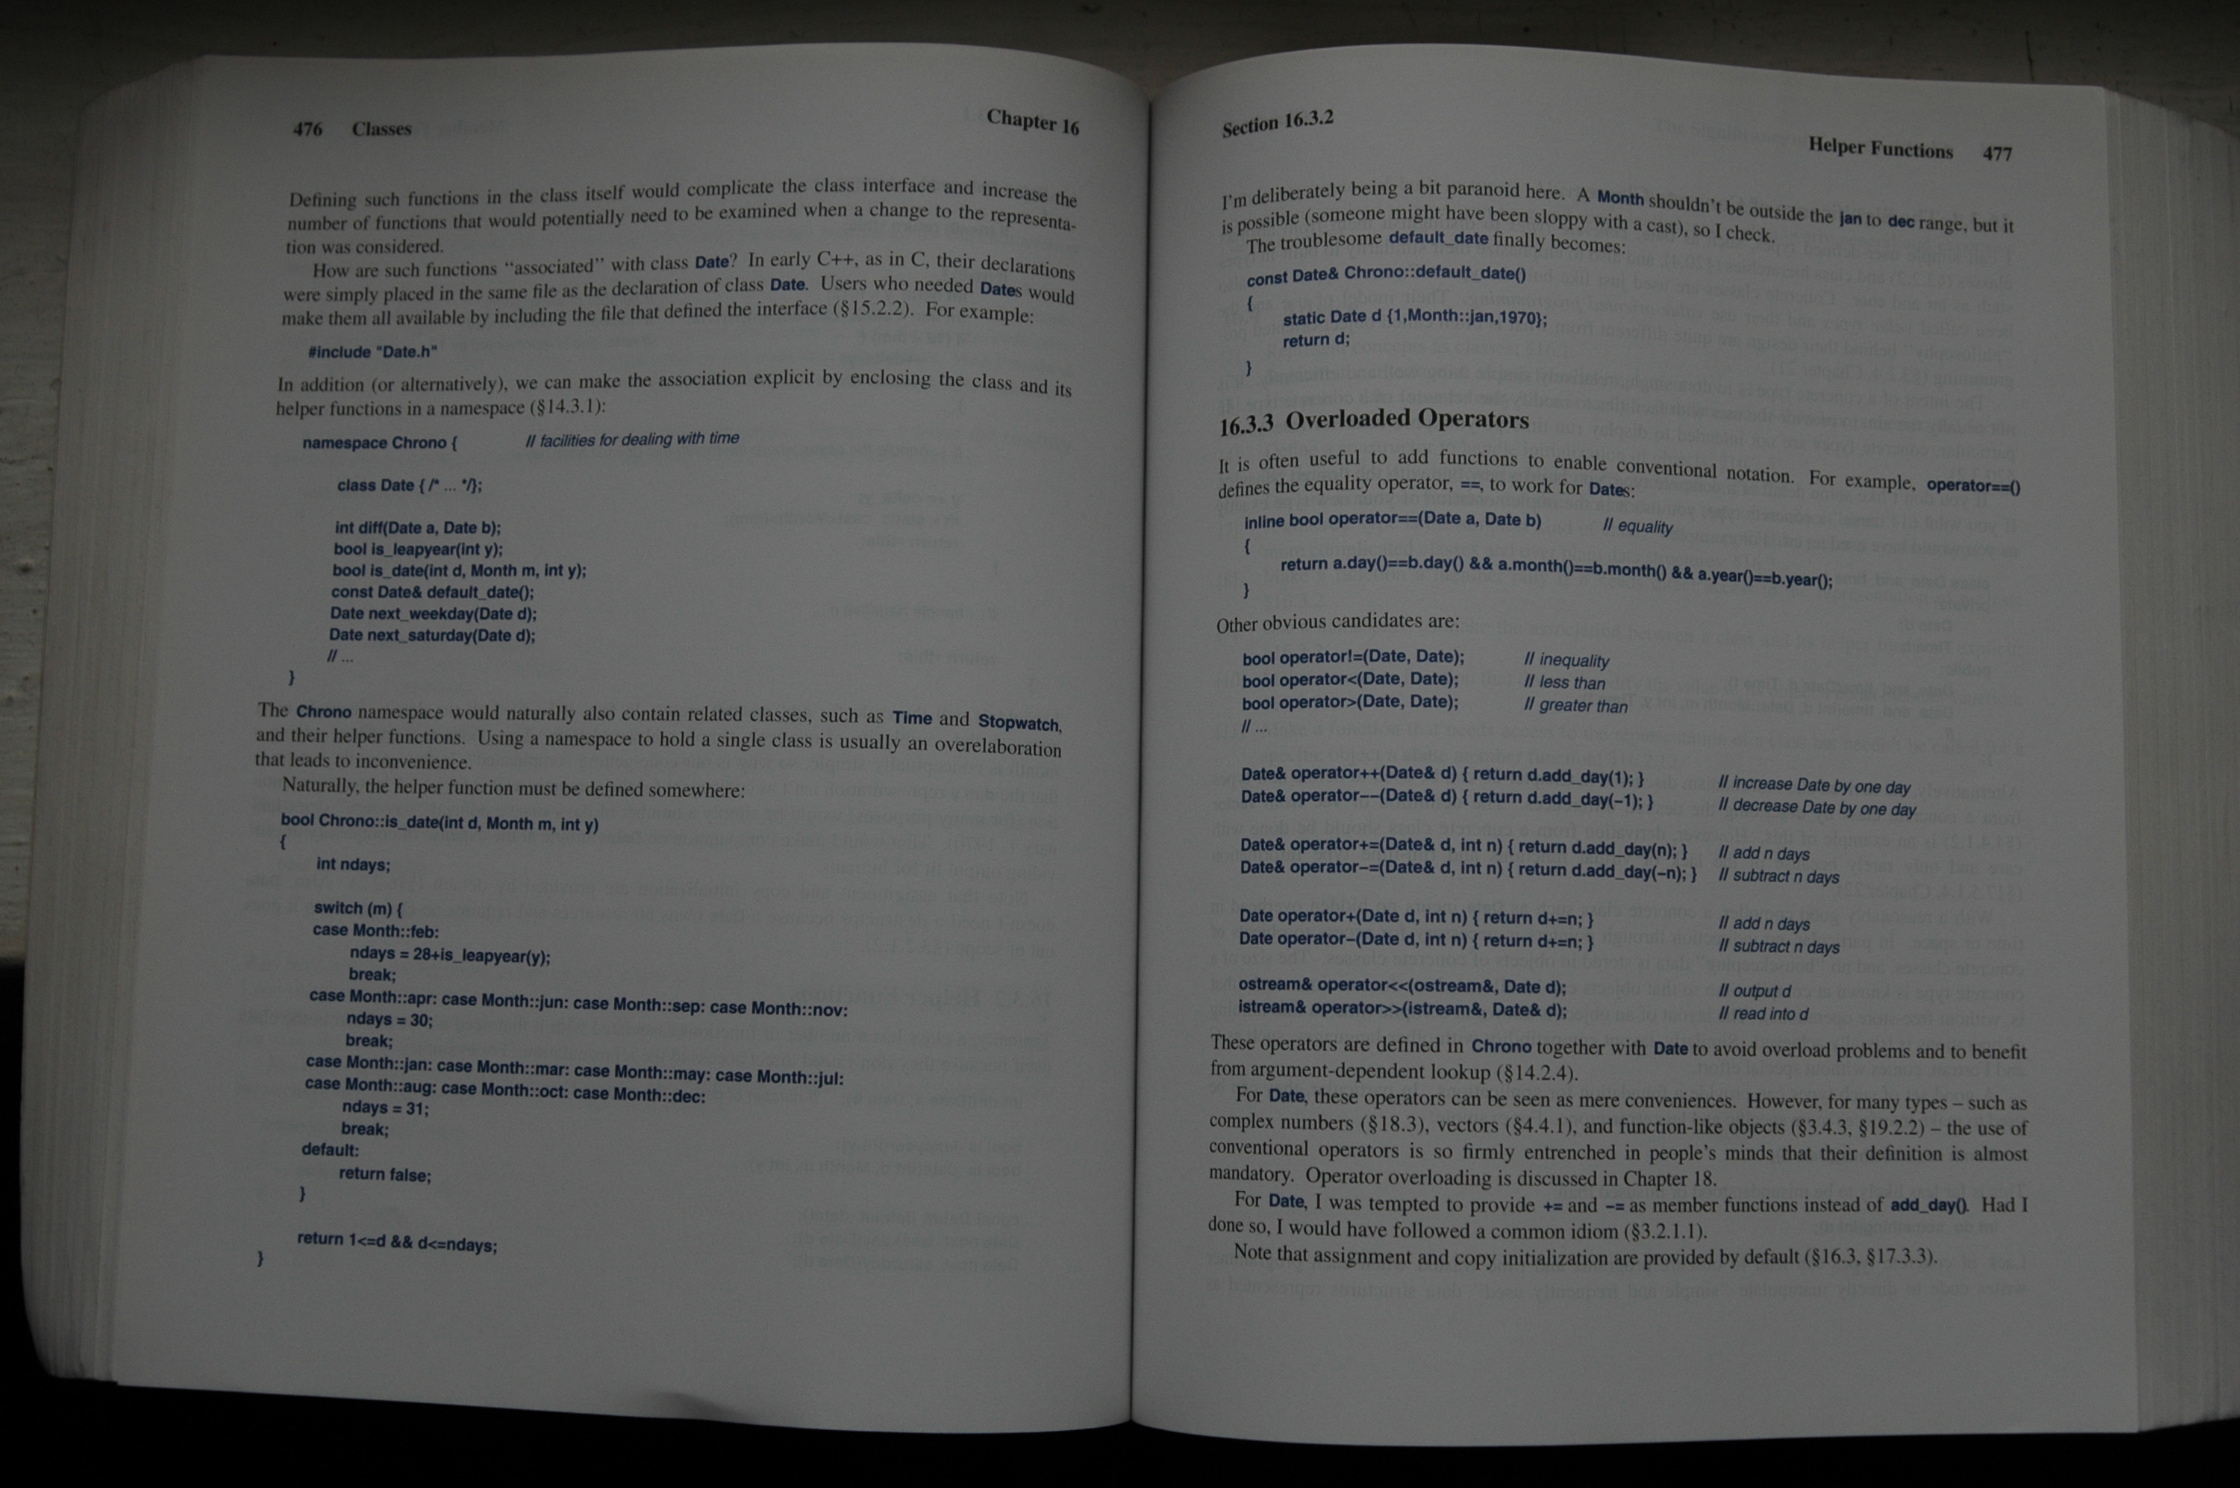 476 Classes Chapter 16
Defining such functions in the class itself would complicate the class interface and increase the
number of functions that would potentially need to be examined when a change to the representa-
tion was considered.
How are such functions “associated” with class Date? In early C++, as in C, their declarations
were simply placed in the same file as the declaration of class Date. Users who needed Dates would
make them all available by including the file that defined the interface (§15.2.2). For example:
#include "Date.h"
In addition (or alternatively), we can make the association explicit by enclosing the class and its
helper functions in a namespace (§14.3.1):
namespace Chrono { // facilities for dealing with time
class Date { /* ... */};
int diff(Date a, Date b);
bool is_leapyear(int y);
bool is_date(int d, Month m, int y);
const Date& default_date();
Date next_weekday(Date d);
Date next_saturday(Date d);
// ...
}
The Chrono namespace would naturally also contain related classes, such as Time and Stopwatch,
and their helper functions. Using a namespace to hold a single class is usually an overelaboration
that leads to inconvenience.
Naturally, the helper function must be defined somewhere:
bool Chrono::is_date(int d, Month m, int y)
{
int ndays;
switch (m) {
case Month::feb:
ndays = 28+is_leapyear(y);
break;
case Month::apr: case Month::jun: case Month::sep: case Month::nov:
ndays = 30;
break;
case Month::jan: case Month::mar: case Month::may: case Month::jul:
case Month::aug: case Month::oct: case Month::dec:
ndays = 31;
break;
default:
return false;
}
return 1<=d && d<=ndays;
}
Section 16.3.2 Helper Functions 477
I'm deliberately being a bit paranoid here. A Month shouldn't be outside the jan to dec range, but it
is possible (someone might have been sloppy with a cast), so I check.
The troublesome default_date finally becomes:
const Date& Chrono::default_date()
{
static Date d {1,Month::jan,1970};
return d;
}
16.3.3 Overloaded Operators
It is often useful to add functions to enable conventional notation. For example, operator==()
defines the equality operator, ==, to work for Dates:
inline bool operator==(Date a, Date b) // equality
{
return a.day()==b.day() && a.month()==b.month() && a.year()==b.year();
}
Other obvious candidates are:
bool operator!=(Date, Date); // inequality
bool operator<(Date, Date); // less than
bool operator>(Date, Date); // greater than
// ...
Date& operator++(Date& d) { return d.add_day(1); } // increase Date by one day
Date& operator−−(Date& d) { return d.add_day(−1); } // decrease Date by one day
Date& operator+=(Date& d, int n) { return d.add_day(n); } // add n days
Date& operator−=(Date& d, int n) { return d.add_day(−n); } // subtract n days
Date operator+(Date d, int n) { return d+=n; } // add n days
Date operator−(Date d, int n) { return d+=n; } // subtract n days
ostream& operator<<(ostream&, Date d); // output d
istream& operator>>(istream&, Date& d); // read into d
These operators are defined in Chrono together with Date to avoid overload problems and to benefit
from argument-dependent lookup (§14.2.4).
For Date, these operators can be seen as mere conveniences. However, for many types – such as
complex numbers (§18.3), vectors (§4.4.1), and function-like objects (§3.4.3, §19.2.2) – the use of
conventional operators is so firmly entrenched in people's minds that their definition is almost
mandatory. Operator overloading is discussed in Chapter 18.
For Date, I was tempted to provide += and −= as member functions instead of add_day(). Had I
done so, I would have followed a common idiom (§3.2.1.1).
Note that assignment and copy initialization are provided by default (§16.3, §17.3.3).